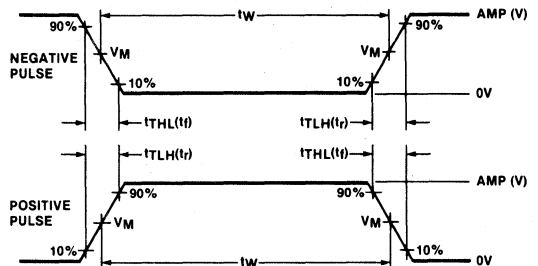 tW
AMP (V)
90%
90%
NEGATIVE
PULSE
VM
VM
10%
10%
0V
tTHL(tf)
tTLH(tr)
tTLH(tr)
tTHL(tf)
AMP (V)
90%
90%
POSITIVE
PULSE
VM
VM
10%
10%
0V
tW